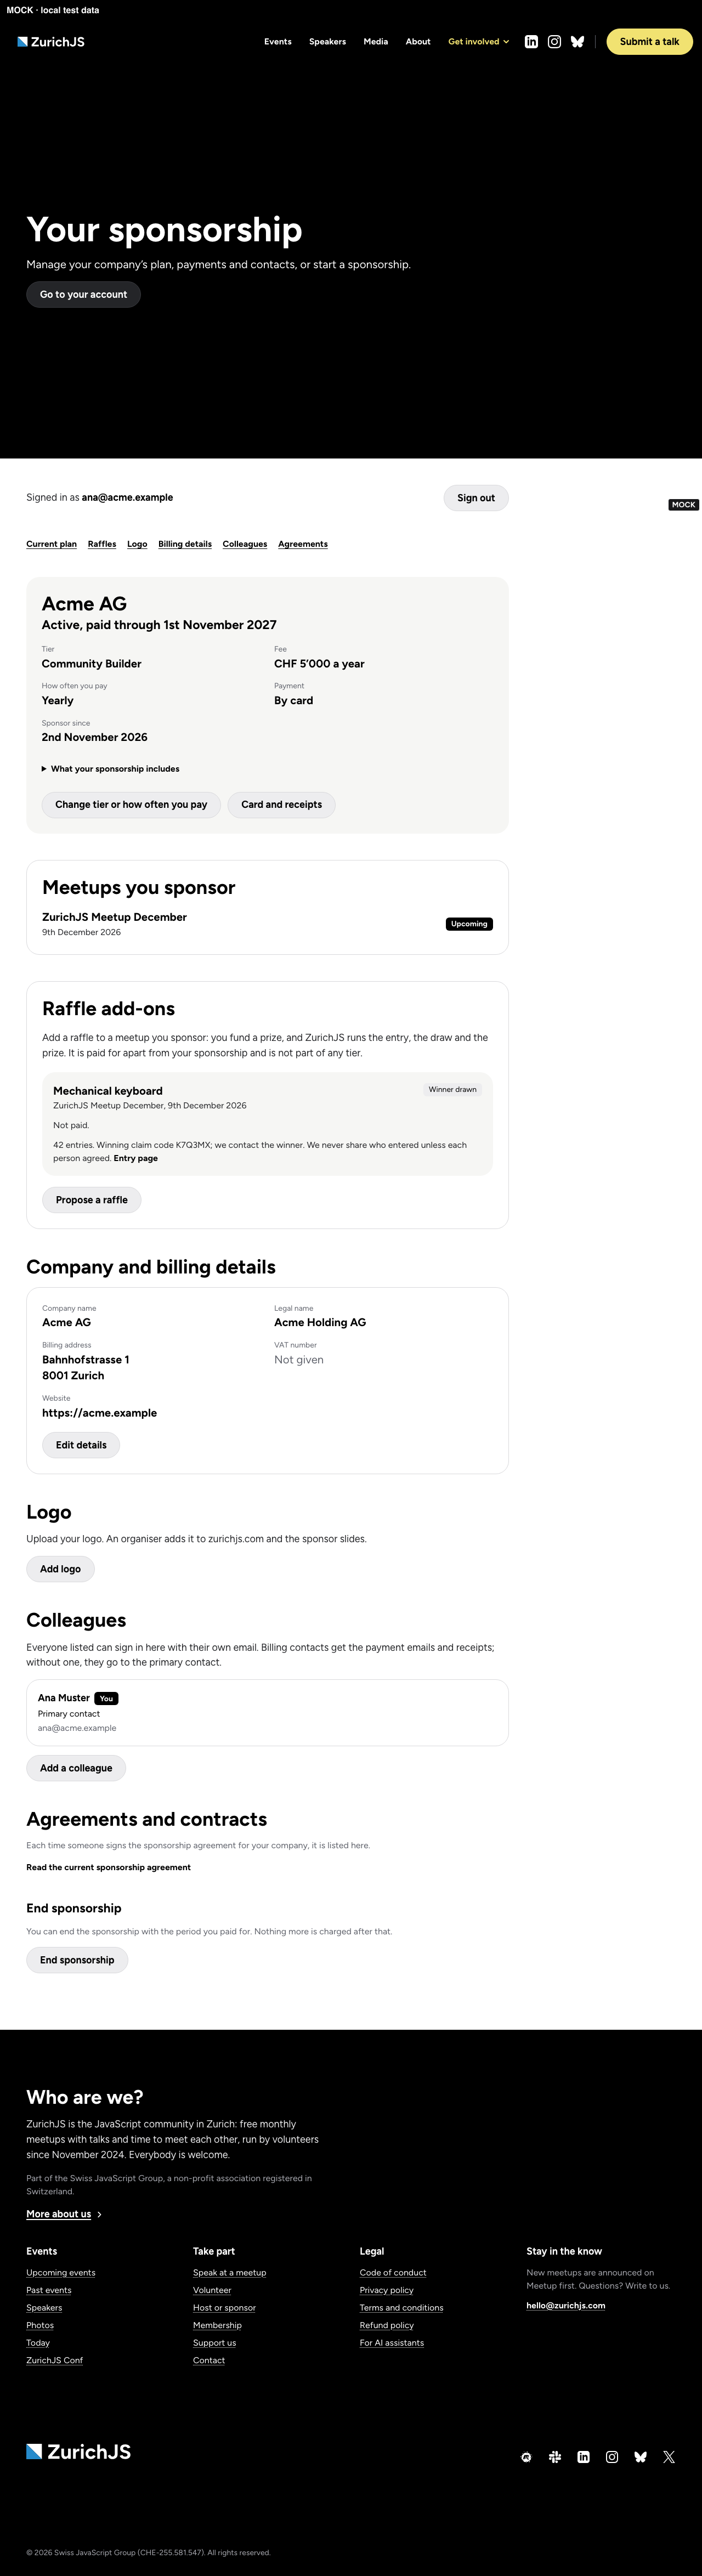 MOCK · local test data
ZurichJS
Events
Speakers
Media
About
Get involved
Submit a talk
Your sponsorship
Manage your company’s plan, payments and contacts, or start a sponsorship.
Go to your account
Signed in as ana@acme.example
Sign out
MOCK
Current plan
Raffles
Logo
Billing details
Colleagues
Agreements
Acme AG
Active, paid through 1st November 2027
Tier
Community Builder
Fee
CHF 5’000 a year
How often you pay
Yearly
Payment
By card
Sponsor since
2nd November 2026
What your sponsorship includes
Change tier or how often you pay
Card and receipts
Meetups you sponsor
ZurichJS Meetup December
9th December 2026
Upcoming
Raffle add-ons
Add a raffle to a meetup you sponsor: you fund a prize, and ZurichJS runs the entry, the draw and the
prize. It is paid for apart from your sponsorship and is not part of any tier.
Mechanical keyboard
Winner drawn
ZurichJS Meetup December, 9th December 2026
Not paid.
42 entries. Winning claim code K7Q3MX; we contact the winner. We never share who entered unless each
person agreed. Entry page
Propose a raffle
Company and billing details
Company name
Acme AG
Legal name
Acme Holding AG
Billing address
Bahnhofstrasse 1
8001 Zurich
VAT number
Not given
Website
https://acme.example
Edit details
Logo
Upload your logo. An organiser adds it to zurichjs.com and the sponsor slides.
Add logo
Colleagues
Everyone listed can sign in here with their own email. Billing contacts get the payment emails and receipts;
without one, they go to the primary contact.
Ana Muster
You
Primary contact
ana@acme.example
Add a colleague
Agreements and contracts
Each time someone signs the sponsorship agreement for your company, it is listed here.
Read the current sponsorship agreement
End sponsorship
You can end the sponsorship with the period you paid for. Nothing more is charged after that.
End sponsorship
Who are we?
ZurichJS is the JavaScript community in Zurich: free monthly
meetups with talks and time to meet each other, run by volunteers
since November 2024. Everybody is welcome.
Part of the Swiss JavaScript Group, a non-profit association registered in
Switzerland.
More about us
Events
Upcoming events
Past events
Speakers
Photos
Today
ZurichJS Conf
Take part
Speak at a meetup
Volunteer
Host or sponsor
Membership
Support us
Contact
Legal
Code of conduct
Privacy policy
Terms and conditions
Refund policy
For AI assistants
Stay in the know
New meetups are announced on
Meetup first. Questions? Write to us.
hello@zurichjs.com
ZurichJS
© 2026 Swiss JavaScript Group (CHE-255.581.547). All rights reserved.